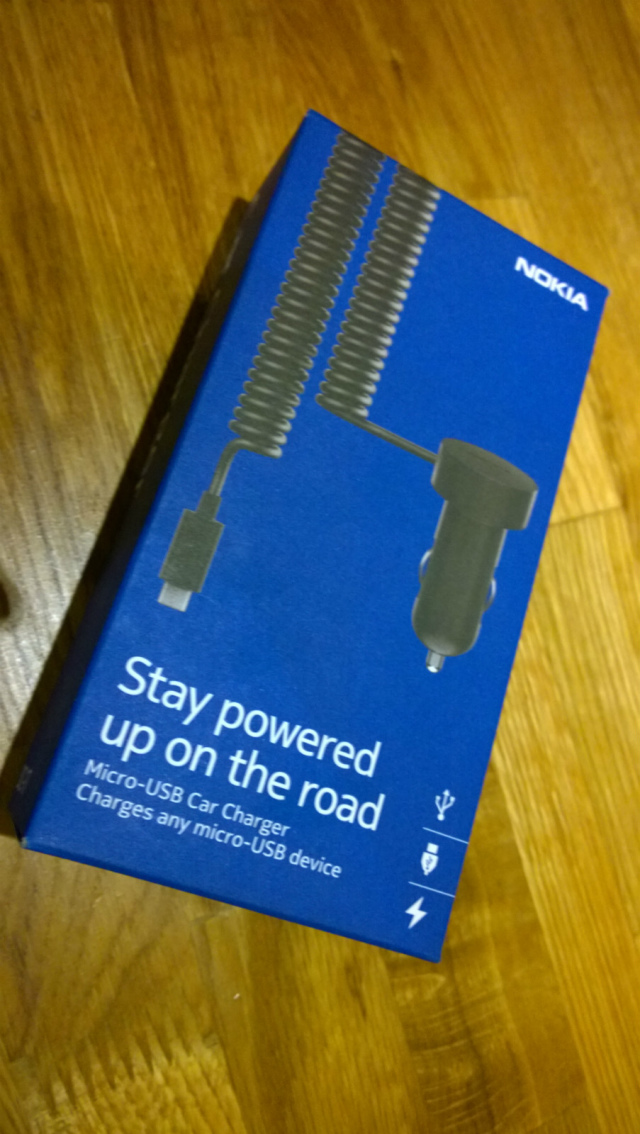 NOKIA
Stay powered
up on the road
Micro-USB Car Charger
Charges any micro-USB device